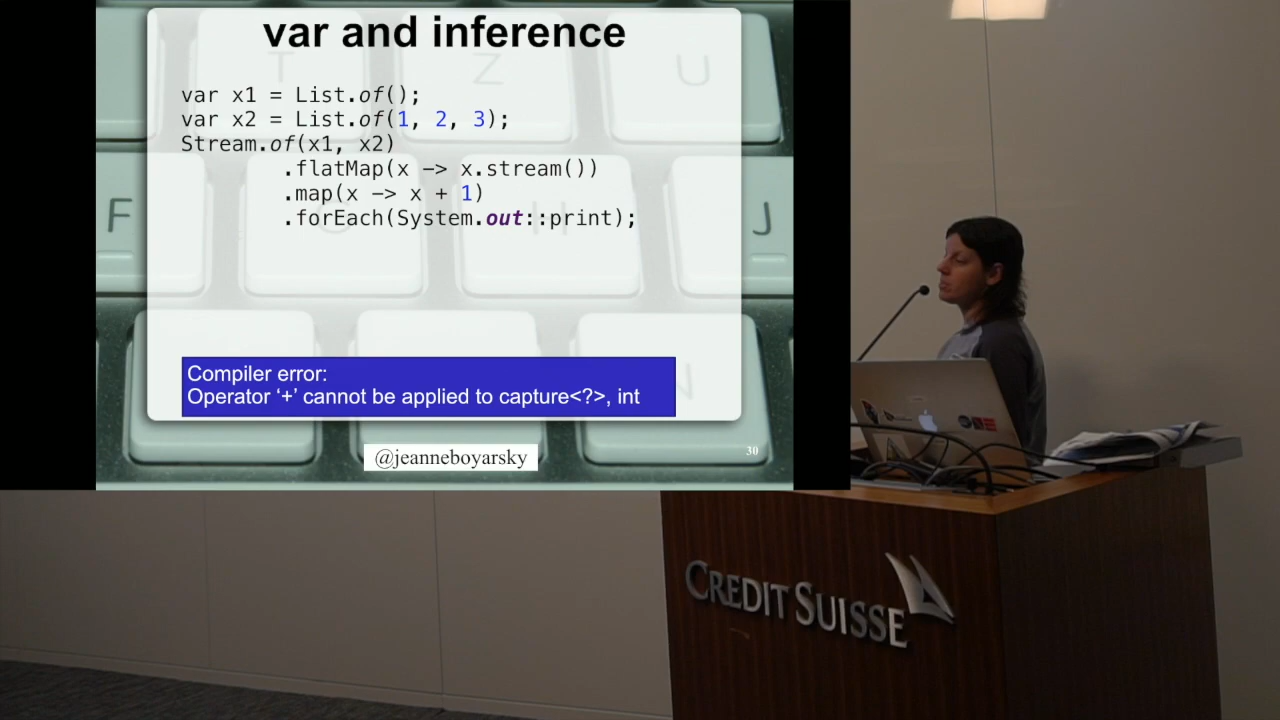 var and inference
var x1 = List.of();
var x2 = List.of(1, 2, 3);
Stream.of(x1, x2)
.flatMap(x -> x.stream())
.map(x -> x + 1)
.forEach(System.out::print);
Compiler error:
Operator ‘+’ cannot be applied to capture<?>, int
@jeanneboyarsky
30
T
Z
U
F
G
H
J
N
CREDIT SUISSE